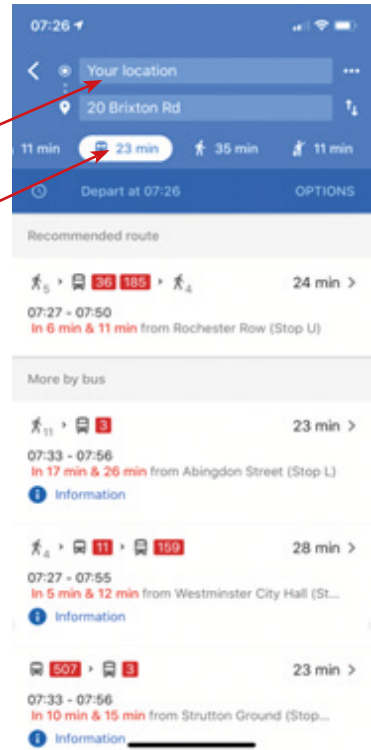 07:26
Your location
20 Brixton Rd
11 min 23 min 35 min 11 min
Depart at 07:26 OPTIONS
Recommended route
5 36 185 4 24 min >
07:27 - 07:50
In 6 min & 11 min from Rochester Row (Stop U)
More by bus
11 3 23 min >
07:33 - 07:56
In 17 min & 26 min from Abingdon Street (Stop L)
Information
4 11 159 28 min >
07:27 - 07:55
In 5 min & 12 min from Westminster City Hall (St...
Information
507 3 23 min >
07:33 - 07:56
In 10 min & 15 min from Strutton Ground (Stop...
Information